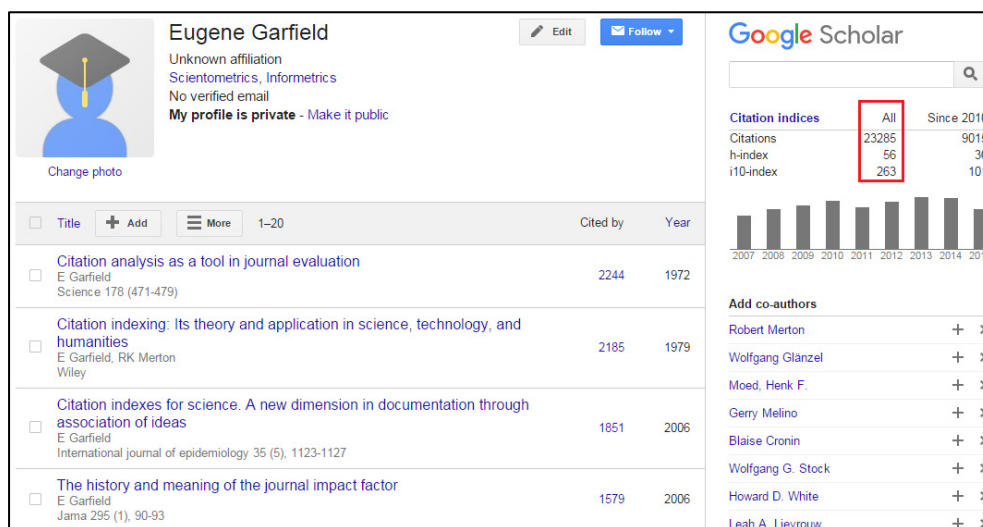 Eugene Garfield
Edit
Follow
Unknown affiliation
Scientometrics, Informetrics
No verified email
My profile is private - Make it public
Change photo
Title
Add
More
1–20
Cited by
Year
Citation analysis as a tool in journal evaluation
E Garfield
Science 178 (471-479)
2244
1972
Citation indexing: Its theory and application in science, technology, and
humanities
E Garfield, RK Merton
Wiley
2185
1979
Citation indexes for science. A new dimension in documentation through
association of ideas
E Garfield
International journal of epidemiology 35 (5), 1123-1127
1851
2006
The history and meaning of the journal impact factor
E Garfield
Jama 295 (1), 90-93
1579
2006
Google Scholar
Citation indices All Since 2010
Citations 23285 9015
h-index 56
i10-index 263
2007 2008 2009 2010 2011 2012 2013 2014
Add co-authors
Robert Merton
Wolfgang Glänzel
Moed, Henk F.
Gerry Melino
Blaise Cronin
Wolfgang G. Stock
Howard D. White
Leah A. Lievrouw